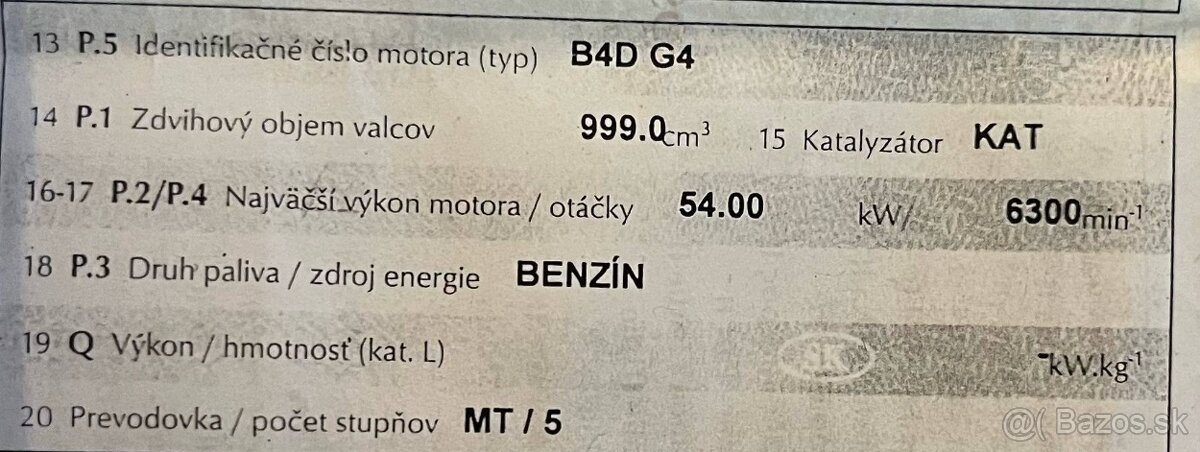 13 P.5 Identifikačné číslo motora (typ) B4D G4
14 P.1 Zdvihový objem valcov 999.0cm³ 15 Katalyzátor KAT
16-17 P.2/P.4 Najväčší výkon motora / otáčky 54.00 kW/ 6300min⁻¹
18 P.3 Druh paliva / zdroj energie BENZÍN
19 Q Výkon / hmotnosť (kat. L) SK -kW.kg⁻¹
20 Prevodovka / počet stupňov MT / 5
@( Bazos.sk